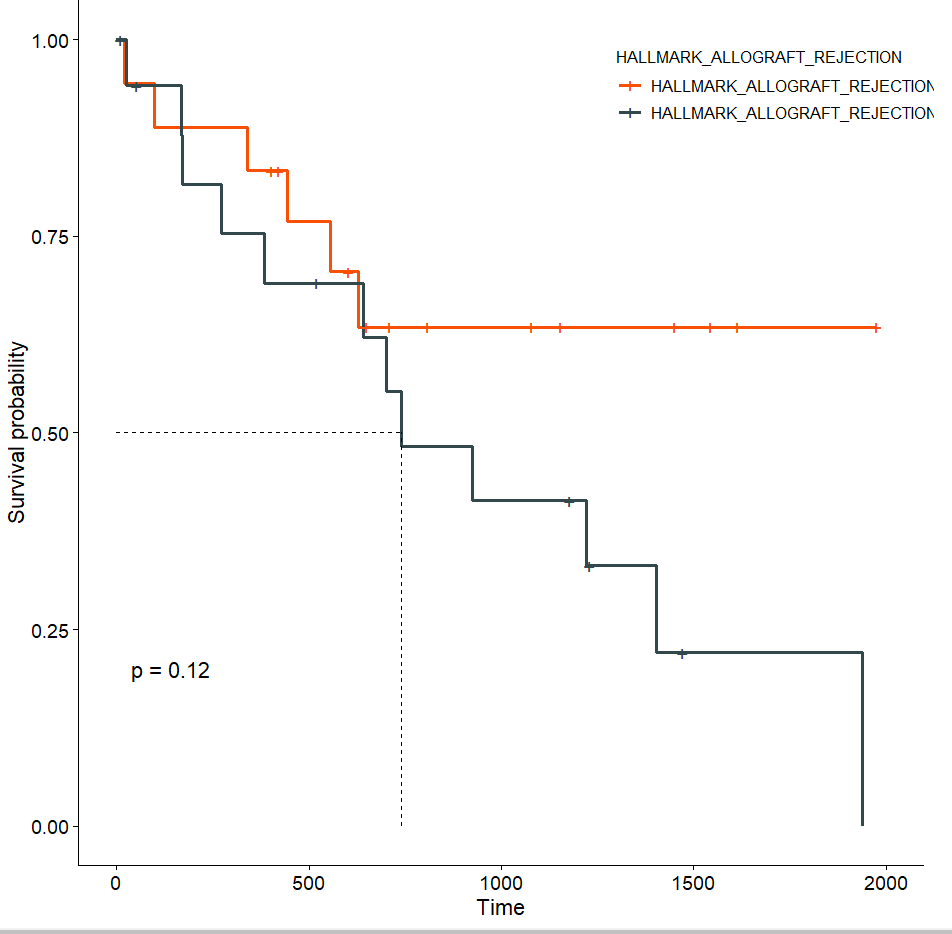 HALLMARK_ALLOGRAFT_REJECTION
HALLMARK_ALLOGRAFT_REJECTION
HALLMARK_ALLOGRAFT_REJECTION
1.00
0.75
0.50
0.25
0.00
Survival probability
p = 0.12
0 500 1000 1500 2000
Time